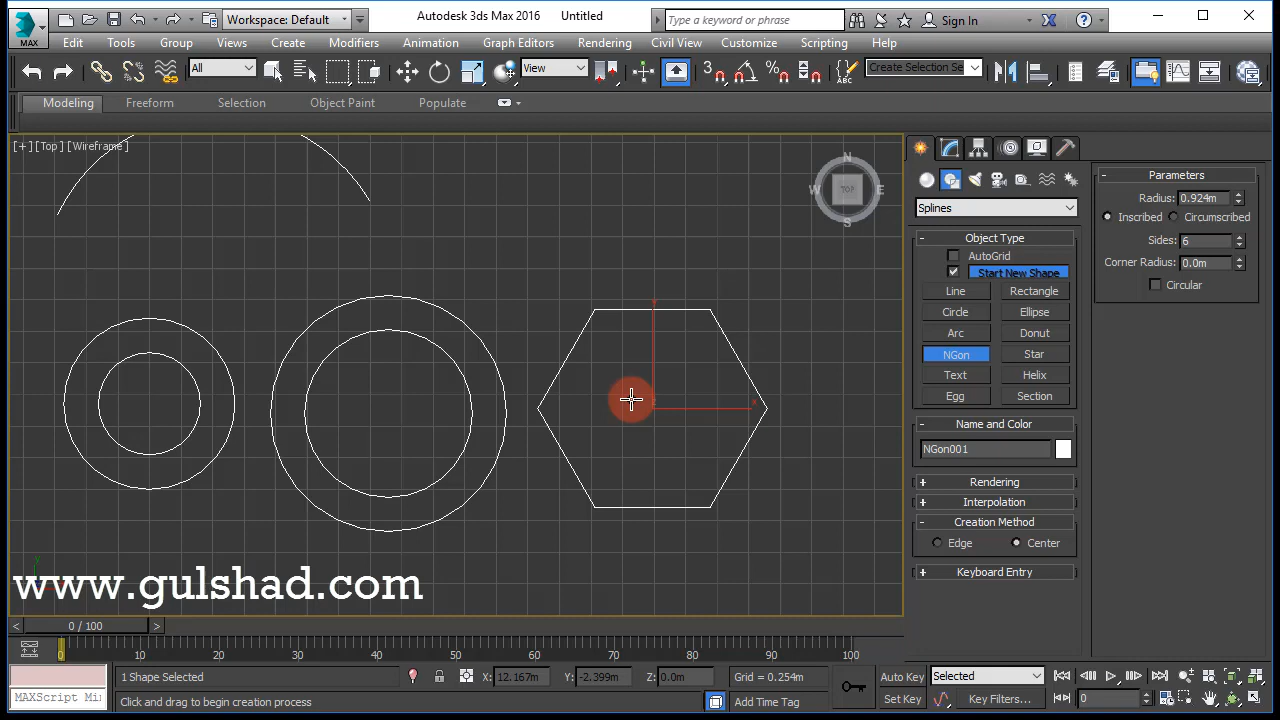 MAX
Workspace: Default
Autodesk 3ds Max 2016 Untitled
Type a keyword or phrase
Sign In
Edit Tools Group Views Create Modifiers Animation Graph Editors Rendering Civil View Customize Scripting Help
All
View
3
ABC
Create Selection Se
Modeling Freeform Selection Object Paint Populate
[+] [Top] [Wireframe]
N
W TOP E
S
Splines
Object Type
AutoGrid
Start New Shape
Line Rectangle
Circle Ellipse
Arc Donut
NGon Star
Text Helix
Egg Section
Name and Color
NGon001
Rendering
Interpolation
Creation Method
Edge Center
Keyboard Entry
Parameters
Radius: 0.924m
Inscribed Circumscribed
Sides: 6
Corner Radius: 0.0m
Circular
www.gulshad.com
0 / 100
0 10 20 30 40 50 60 70 80 90 100
1 Shape Selected
X: 12.167m Y: -2.399m Z: 0.0m
Grid = 0.254m
Auto Key
Selected
MAXScript Mi
Click and drag to begin creation process
Add Time Tag
Set Key
Key Filters...
0